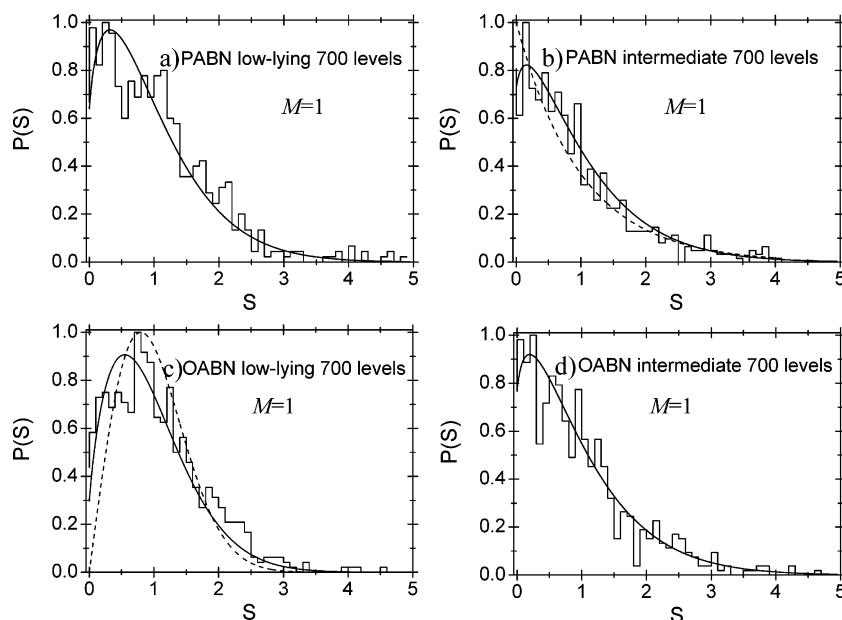 a) PABN low-lying 700 levels
M=1
P(S)
1.0
0.8
0.6
0.4
0.2
0.0
0 1 2 3 4 5
S
b) PABN intermediate 700 levels
M=1
P(S)
1.0
0.8
0.6
0.4
0.2
0.0
0 1 2 3 4 5
S
c) OABN low-lying 700 levels
M=1
P(S)
1.0
0.8
0.6
0.4
0.2
0.0
0 1 2 3 4 5
S
d) OABN intermediate 700 levels
M=1
P(S)
1.0
0.8
0.6
0.4
0.2
0.0
0 1 2 3 4 5
S